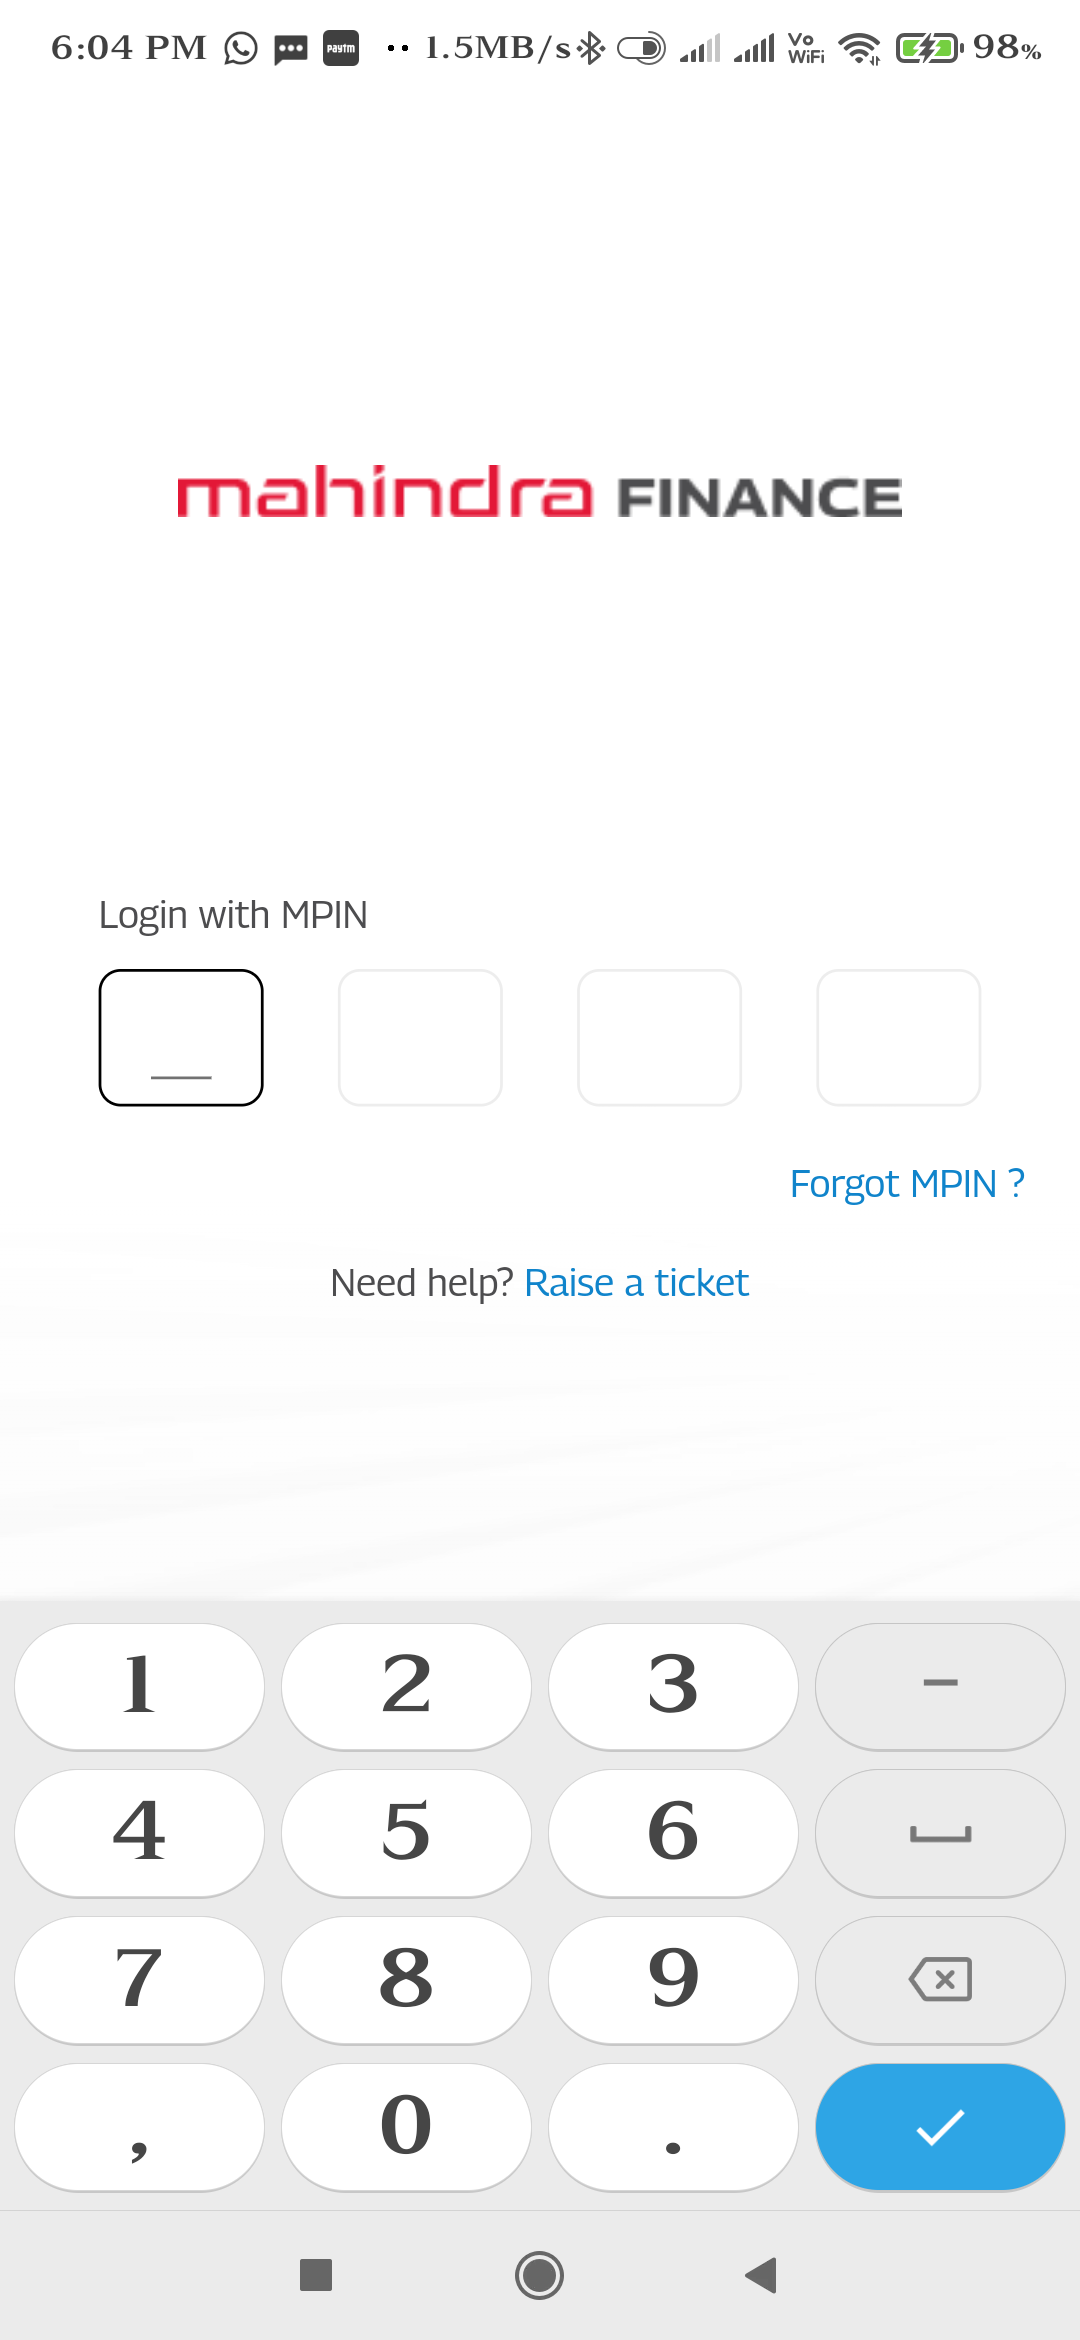 6:04 PM paytm 1.5MB/s Vo WiFi 98%
mahindra FINANCE
Login with MPIN
Forgot MPIN ?
Need help? Raise a ticket
1 2 3 –
4 5 6
7 8 9
, 0 .